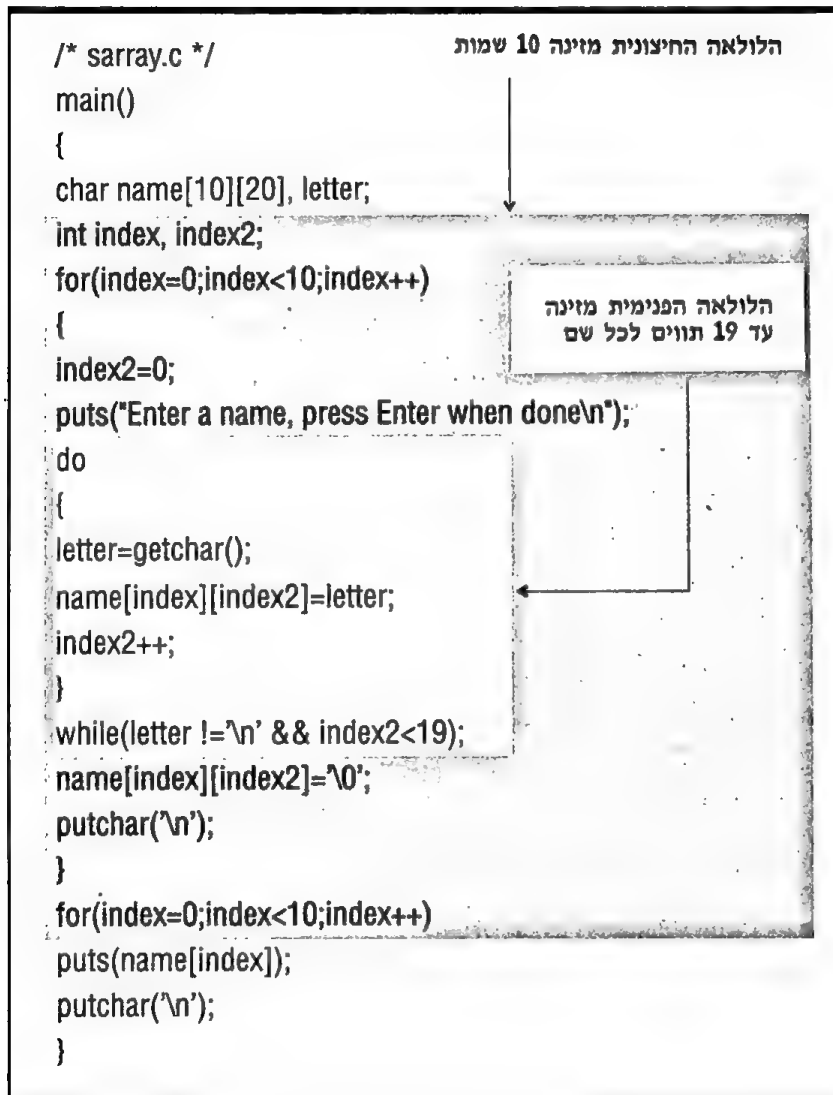 /* sarray.c */
הלולאה החיצונית מזינה 10 שמות
main()
{
char name[10][20], letter;
int index, index2;
for(index=0;index<10;index++)
{
הלולאה הפנימית מזינה
עד 19 תווים לכל שם
index2=0;
puts("Enter a name, press Enter when done\n");
do
{
letter=getchar();
name[index][index2]=letter;
index2++;
}
while(letter !='\n' && index2<19);
name[index][index2]='\0';
putchar('\n');
}
for(index=0;index<10;index++)
puts(name[index]);
putchar('\n');
}